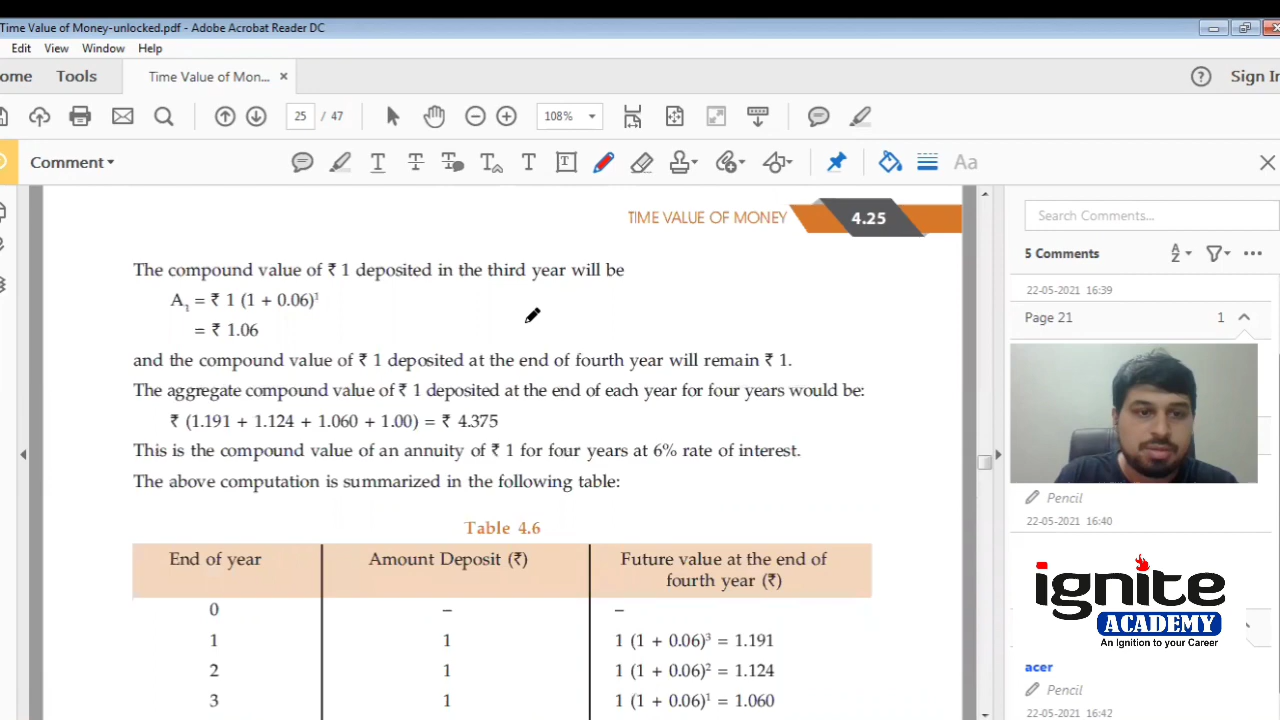 Time Value of Money-unlocked.pdf - Adobe Acrobat Reader DC
Edit View Window Help
ome Tools Time Value of Mon... Sign In
25 / 47 108%
Comment Aa
TIME VALUE OF MONEY 4.25
The compound value of ₹ 1 deposited in the third year will be
A₁ = ₹ 1 (1 + 0.06)¹
= ₹ 1.06
and the compound value of ₹ 1 deposited at the end of fourth year will remain ₹ 1.
The aggregate compound value of ₹ 1 deposited at the end of each year for four years would be:
₹ (1.191 + 1.124 + 1.060 + 1.00) = ₹ 4.375
This is the compound value of an annuity of ₹ 1 for four years at 6% rate of interest.
The above computation is summarized in the following table:
Table 4.6
End of year Amount Deposit (₹) Future value at the end of
fourth year (₹)
0 – –
1 1 1 (1 + 0.06)³ = 1.191
2 1 1 (1 + 0.06)² = 1.124
3 1 1 (1 + 0.06)¹ = 1.060
Search Comments...
5 Comments
22-05-2021 16:39
Page 21 1
Pencil
22-05-2021 16:40
ignite
ACADEMY
An Ignition to your Career
acer
Pencil
22-05-2021 16:42